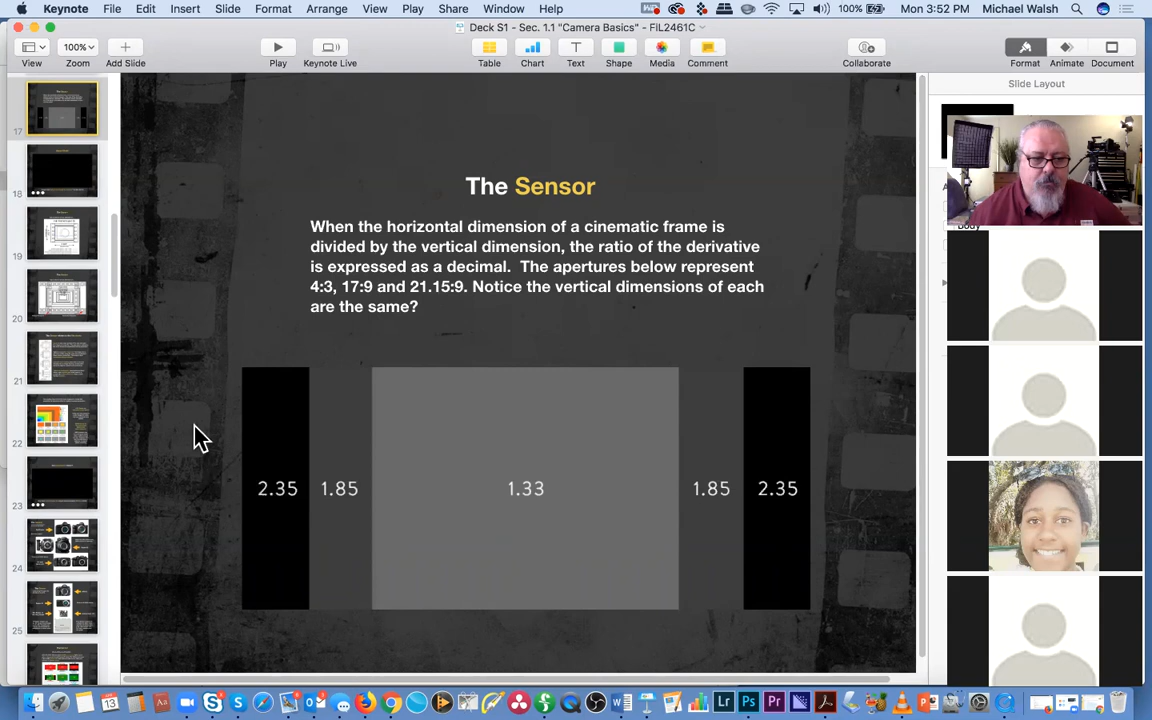 Keynote File Edit Insert Slide Format Arrange View Play Share Window Help 100% Mon 3:52 PM Michael Walsh
Deck S1 - Sec. 1.1 "Camera Basics" - FIL2461C
100%
View Zoom Add Slide Play Keynote Live Table Chart Text Shape Media Comment Collaborate Format Animate Document
Slide Layout
The Sensor
When the horizontal dimension of a cinematic frame is
divided by the vertical dimension, the ratio of the derivative
is expressed as a decimal. The apertures below represent
4:3, 17:9 and 21.15:9. Notice the vertical dimensions of each
are the same?
2.35 1.85 1.33 1.85 2.35
Body
17
18
19
20
21
22
23
24
25
Lr Ps Pr